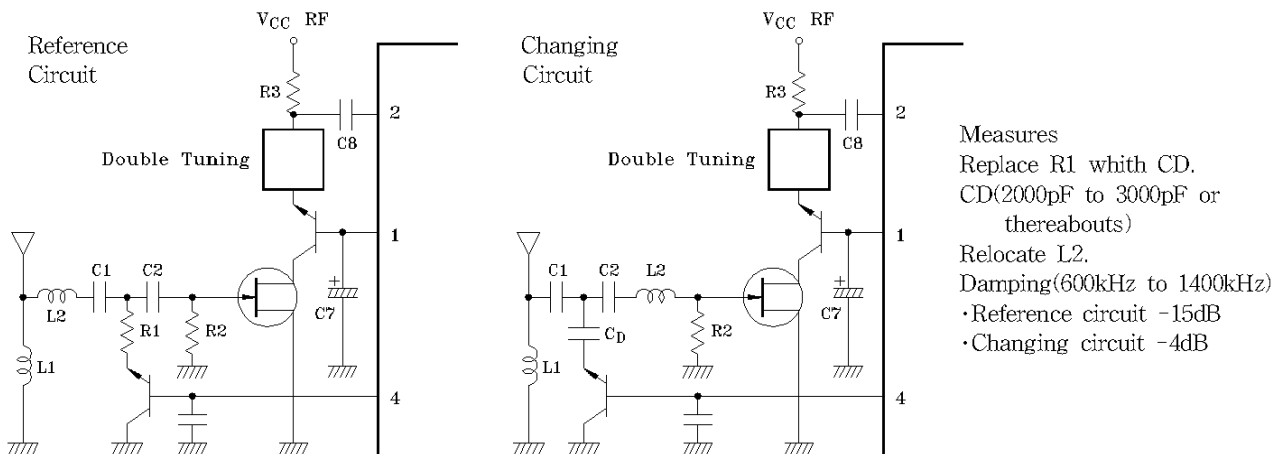 Reference
Circuit
VCC RF
R3
2
C8
Double Tuning
1
C1
C2
L2
R1
R2
C7
+
L1
4
Changing
Circuit
VCC RF
R3
2
C8
Double Tuning
1
C1
C2
L2
CD
R2
C7
+
L1
4
Measures
Replace R1 whith CD.
CD(2000pF to 3000pF or
thereabouts)
Relocate L2.
Damping(600kHz to 1400kHz)
·Reference circuit -15dB
·Changing circuit -4dB